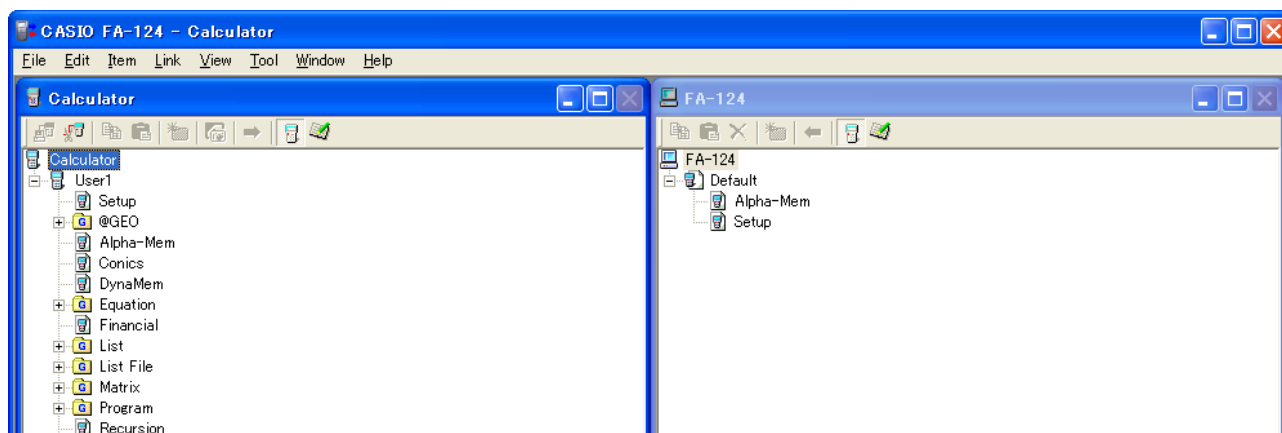 CASIO FA-124 - Calculator
File Edit Item Link View Tool Window Help
Calculator
Calculator
User1
Setup
@GEO
Alpha-Mem
Conics
DynaMem
Equation
Financial
List
List File
Matrix
Program
Recursion
FA-124
FA-124
Default
Alpha-Mem
Setup